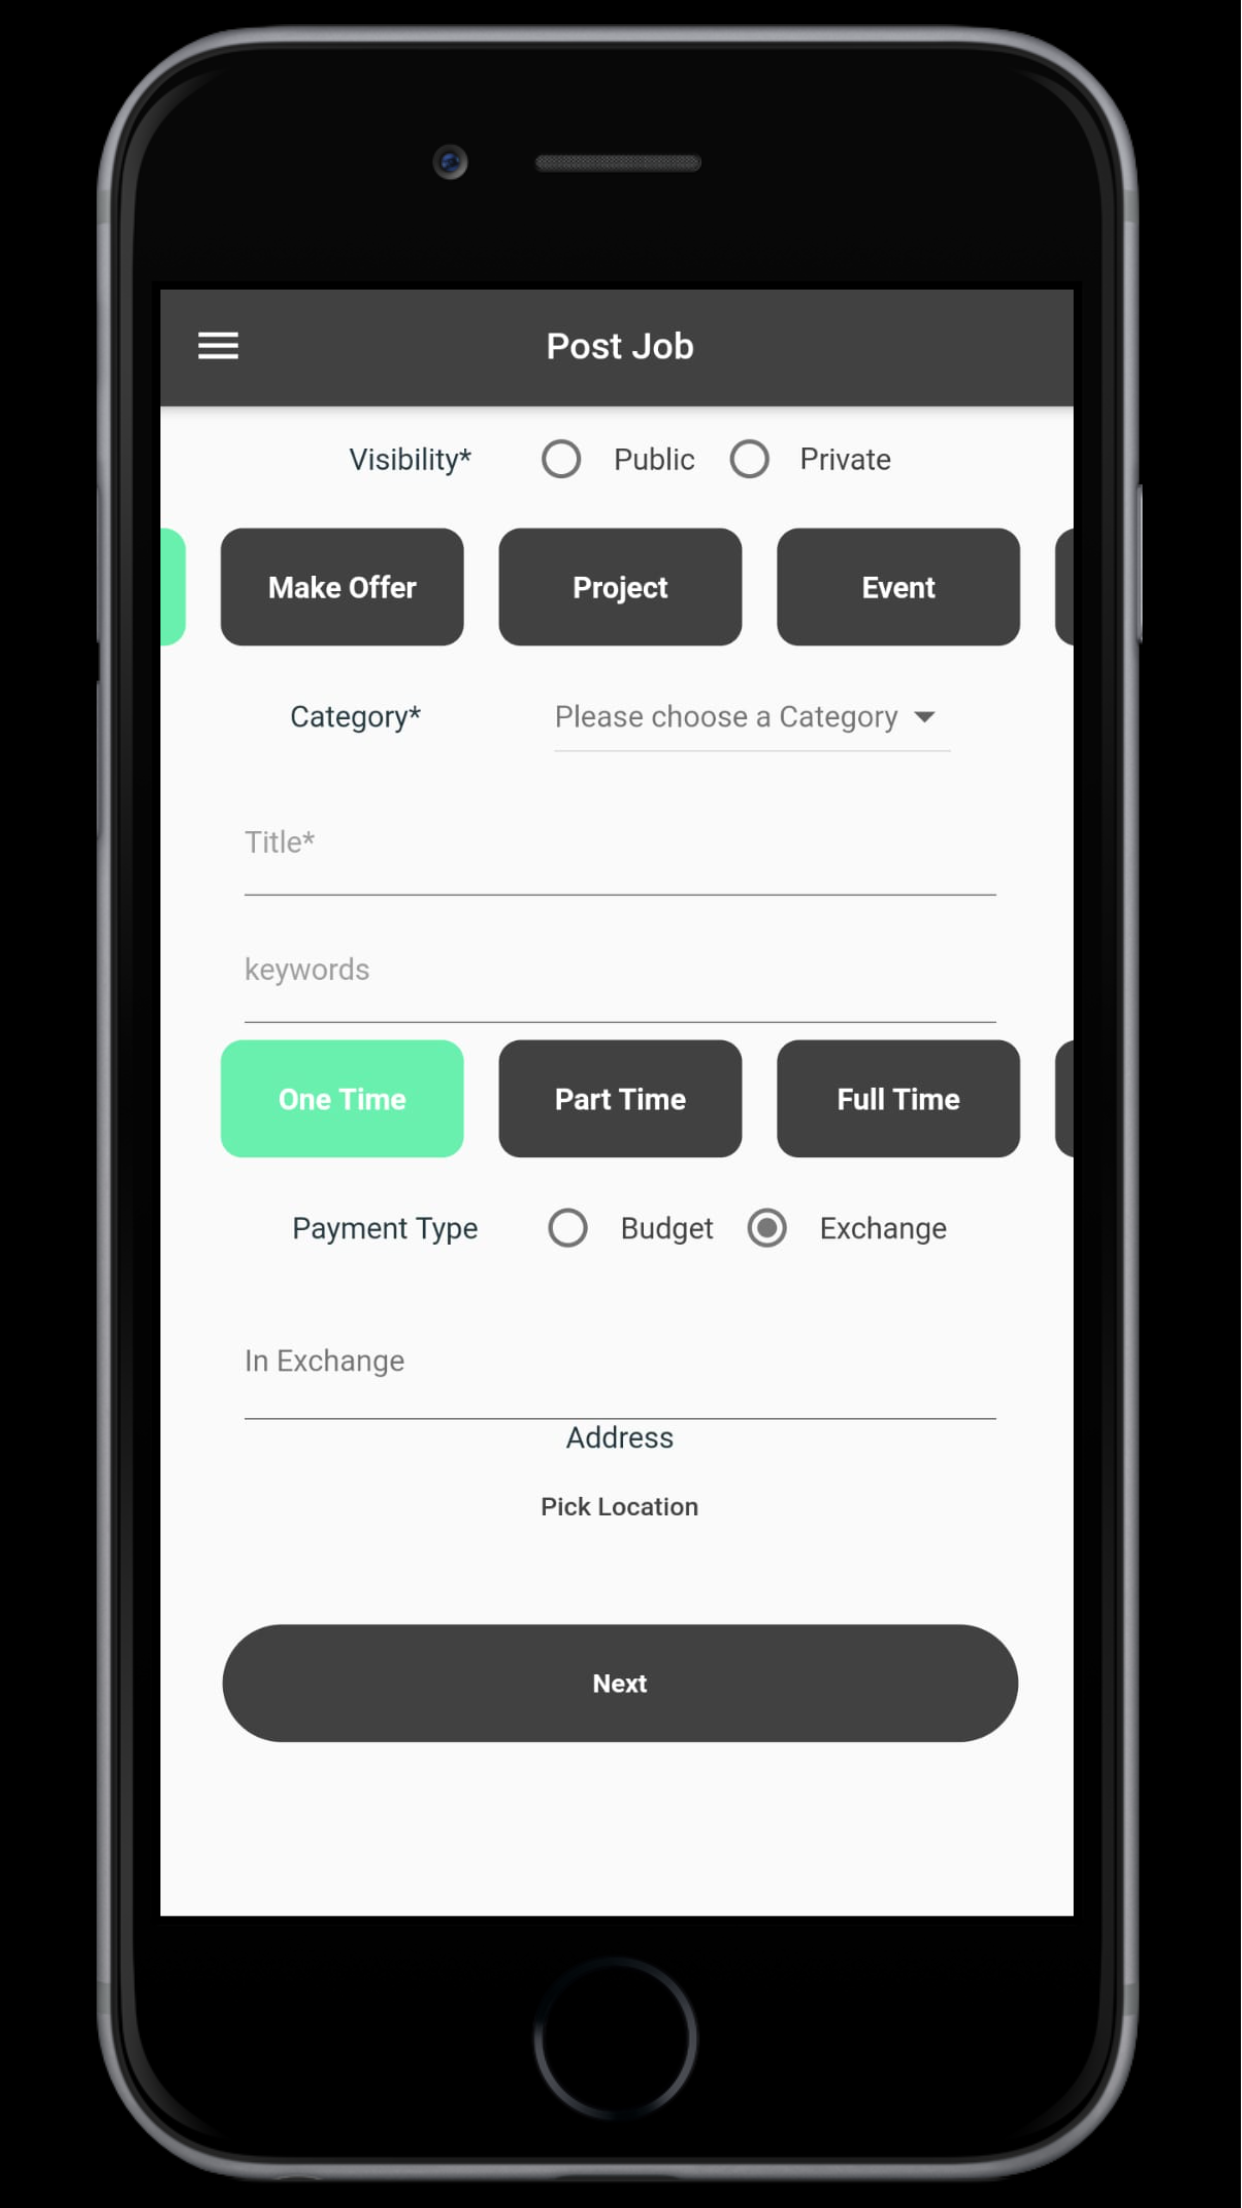 Post Job
Visibility* Public Private
Make Offer Project Event
Category* Please choose a Category
Title*
keywords
One Time Part Time Full Time
Payment Type Budget Exchange
In Exchange
Address
Pick Location
Next